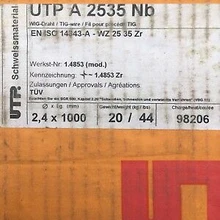 UTP A 2535 Nb
WIG-Draht / TIG-wire / Fil pour procédé TIG
EN ISO 14343-A - WZ 25 35 Zr
UTP. Schweissmaterial
Werkst-Nr. 1.4853 (mod.)
Kennzeichnung 1.4853 Zr
Zulassungen / Approvals / Agréations
TÜV
Ø mm
2,4 x 1000
20 / 44
98206